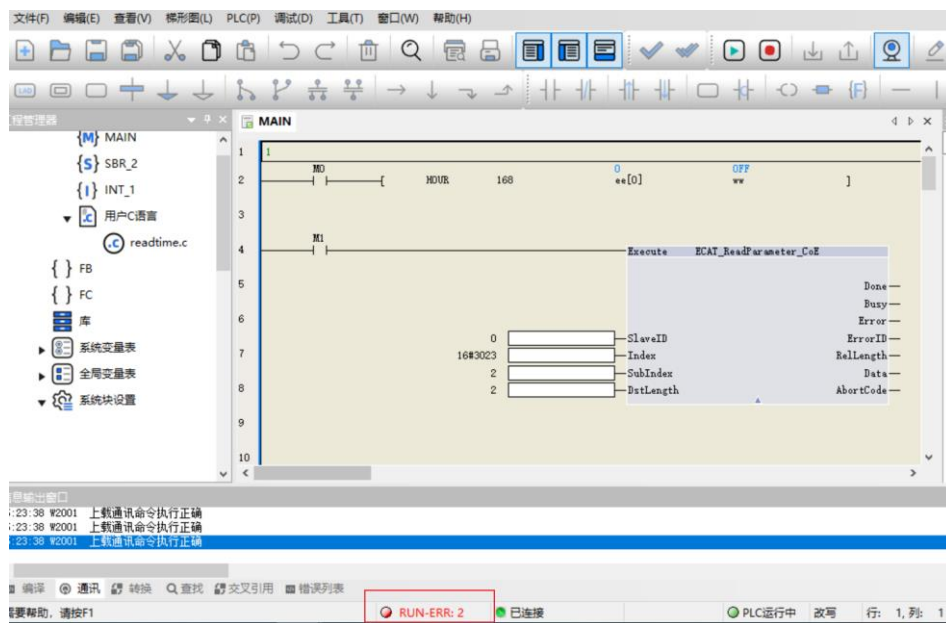 文件(F) 编辑(E) 查看(V) 梯形图(L) PLC(P) 调试(D) 工具(T) 窗口(W) 帮助(H)
LAD {F}
程管理器
MAIN
{M} MAIN
{S} SBR_2
{I} INT_1
用户C语言
readtime.c
{ } FB
{ } FC
库
系统变量表
全局变量表
系统块设置
1 1
M0 0 OFF
2 [ HOUR 168 ee[0] ww ]
3
M1
4 Execute ECAT_ReadParameter_CoE
5 Done
Busy
6 Error
0 SlaveID ErrorID
7 16#3023 Index RelLength
2 SubIndex Data
8 2 DstLength AbortCode
9
10
信息输出窗口
:23:38 W2001 上载通讯命令执行正确
:23:38 W2001 上载通讯命令执行正确
:23:38 W2001 上载通讯命令执行正确
编译 通讯 转换 查找 交叉引用 错误列表
需要帮助, 请按F1 RUN-ERR: 2 已连接 PLC运行中 改写 行: 1, 列: 1